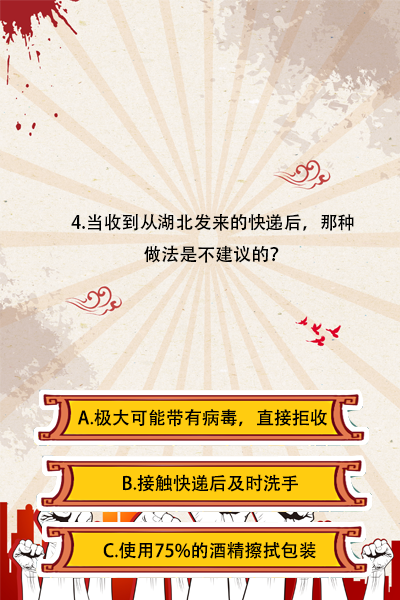 4.当收到从湖北发来的快递后，那种
做法是不建议的？
A.极大可能带有病毒，直接拒收
B.接触快递后及时洗手
C.使用75%的酒精擦拭包装